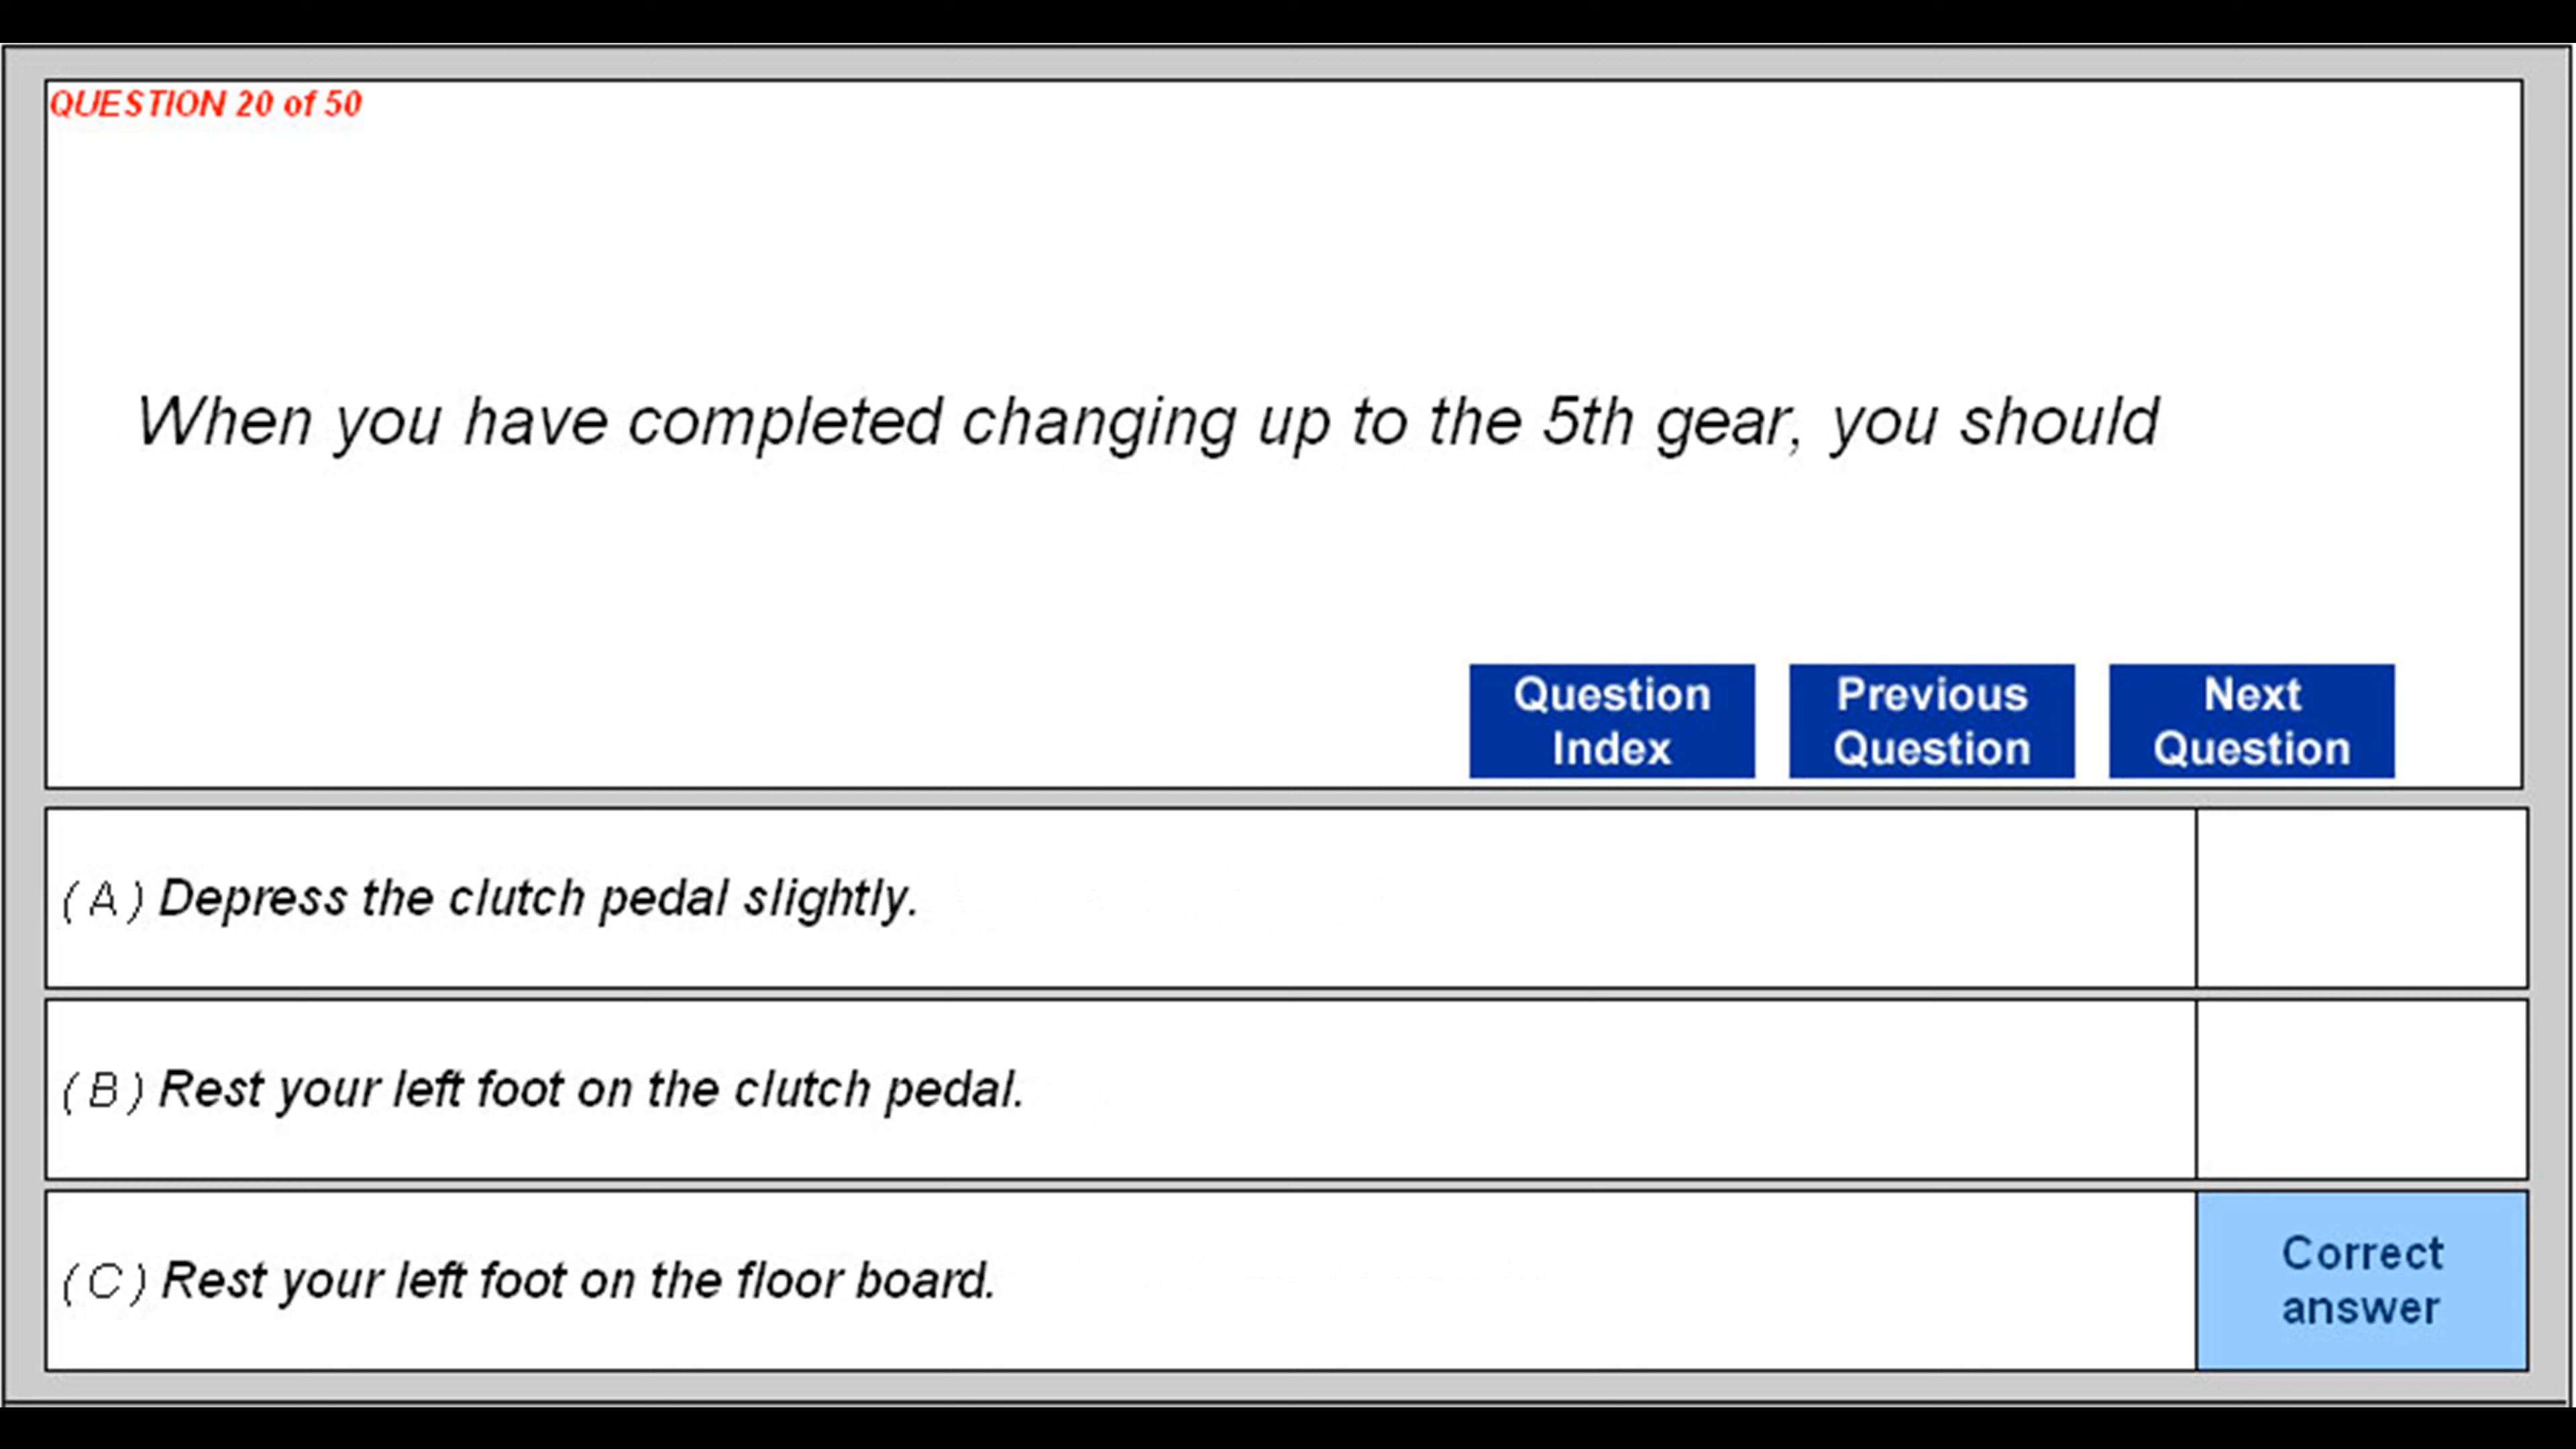 QUESTION 20 of 50
When you have completed changing up to the 5th gear, you should
Question
Index
Previous
Question
Next
Question
(A) Depress the clutch pedal slightly.
(B) Rest your left foot on the clutch pedal.
(C) Rest your left foot on the floor board.
Correct
answer